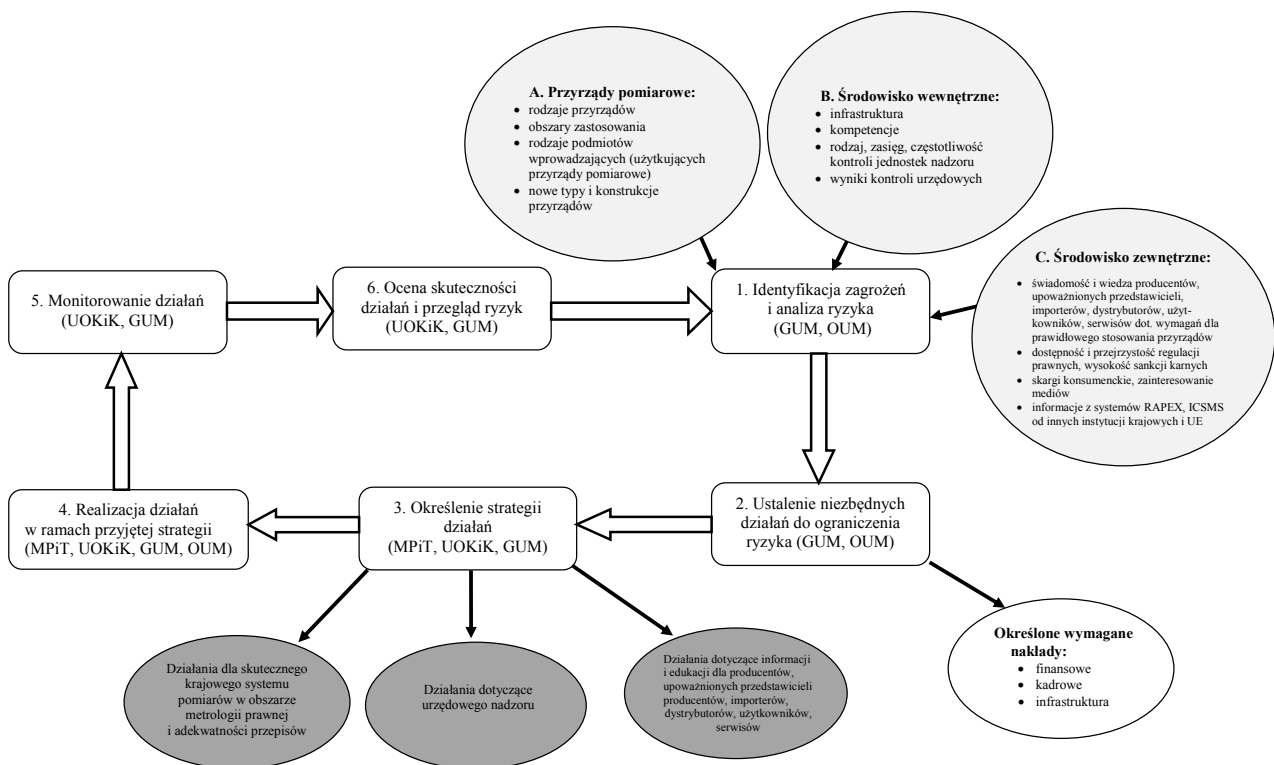 A. Przyrządy pomiarowe:
• rodzaje przyrządów
• obszary zastosowania
• rodzaje podmiotów
wprowadzających (użytkujących
przyrządy pomiarowe)
• nowe typy i konstrukcje
przyrządów
B. Środowisko wewnętrzne:
• infrastruktura
• kompetencje
• rodzaj, zasięg, częstotliwość
kontroli jednostek nadzoru
• wyniki kontroli urzędowych
C. Środowisko zewnętrzne:
• świadomość i wiedza producentów,
upoważnionych przedstawicieli,
importerów, dystrybutorów, użyt-
kowników, serwisów dot. wymagań dla
prawidłowego stosowania przyrządów
• dostępność i przejrzystość regulacji
prawnych, wysokość sankcji karnych
• skargi konsumenckie, zainteresowanie
mediów
• informacje z systemów RAPEX, ICSMS
od innych instytucji krajowych i UE
5. Monitorowanie działań
(UOKiK, GUM)
6. Ocena skuteczności
działań i przegląd ryzyk
(UOKiK, GUM)
1. Identyfikacja zagrożeń
i analiza ryzyka
(GUM, OUM)
4. Realizacja działań
w ramach przyjętej strategii
(MPiT, UOKiK, GUM, OUM)
3. Określenie strategii
działań
(MPiT, UOKiK, GUM)
2. Ustalenie niezbędnych
działań do ograniczenia
ryzyka (GUM, OUM)
Działania dla skutecznego
krajowego systemu
pomiarów w obszarze
metrologii prawnej
i adekwatności przepisów
Działania dotyczące
urzędowego nadzoru
Działania dotyczące informacji
i edukacji dla producentów,
upoważnionych przedstawicieli
producentów, importerów,
dystrybutorów, użytkowników,
serwisów
Określone wymagane
nakłady:
• finansowe
• kadrowe
• infrastruktura